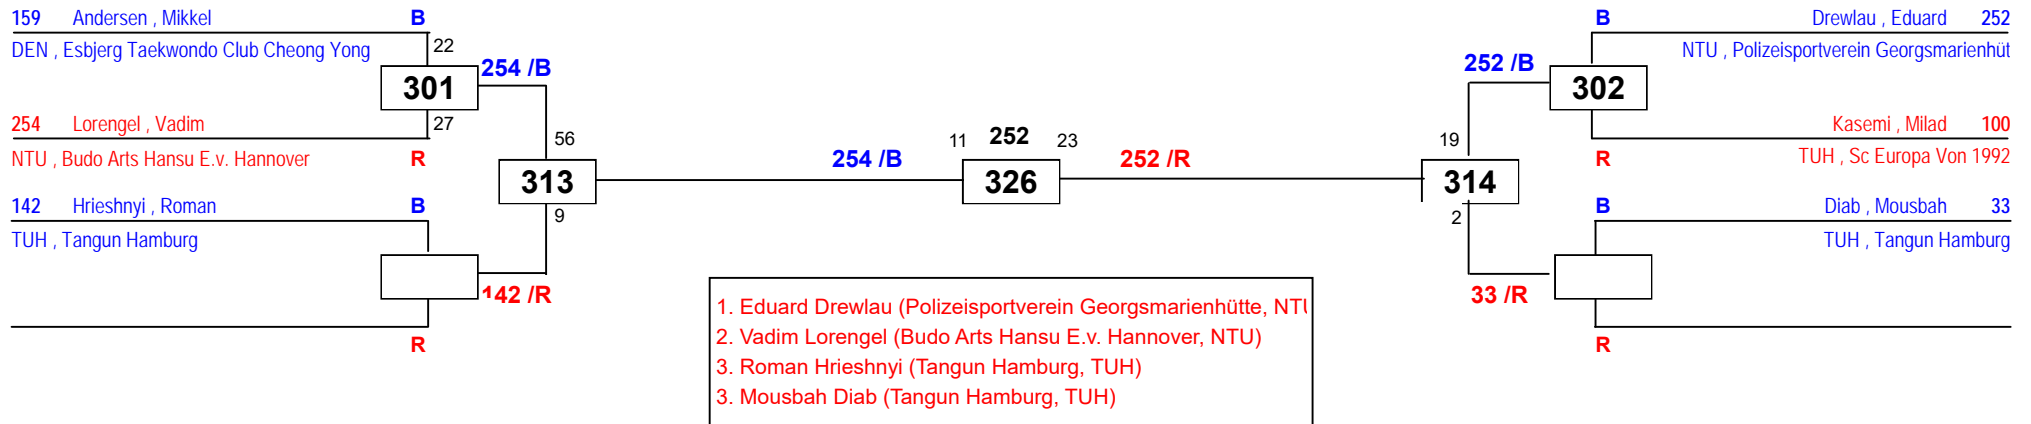 159 Andersen , Mikkel B
DEN , Esbjerg Taekwondo Club Cheong Yong
22
301
254 /B
27
254 Lorengel , Vadim
NTU , Budo Arts Hansu E.v. Hannover R
142 Hrieshnyi , Roman B
TUH , Tangun Hamburg
142 /R
R
56
313
9
254 /B
11 252 23
326
252 /R
B Drewlau , Eduard 252
NTU , Polizeisportverein Georgsmarienhüt
252 /B
302
Kasemi , Milad 100
R TUH , Sc Europa Von 1992
19
314
2
B Diab , Mousbah 33
TUH , Tangun Hamburg
33 /R
R
1. Eduard Drewlau (Polizeisportverein Georgsmarienhütte, NTU
2. Vadim Lorengel (Budo Arts Hansu E.v. Hannover, NTU)
3. Roman Hrieshnyi (Tangun Hamburg, TUH)
3. Mousbah Diab (Tangun Hamburg, TUH)